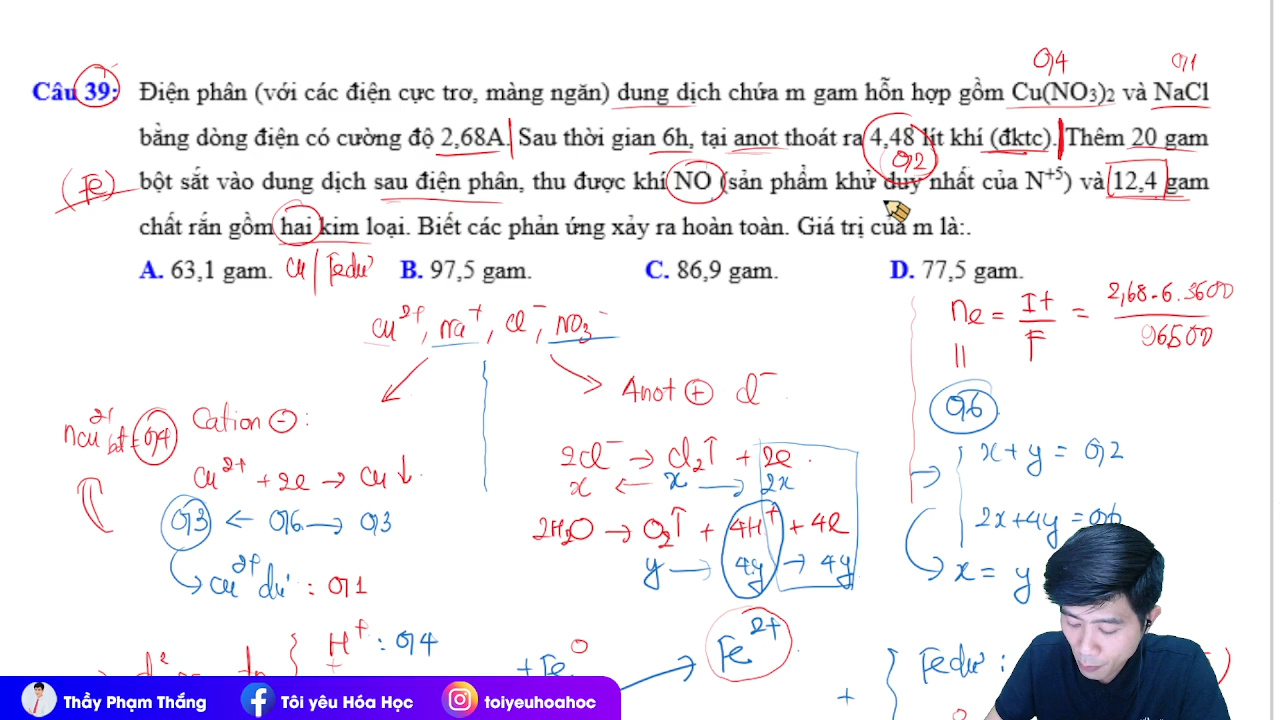 0,4 0,1
Câu 39: Điện phân (với các điện cực trơ, màng ngăn) dung dịch chứa m gam hỗn hợp gồm Cu(NO3)2 và NaCl
bằng dòng điện có cường độ 2,68A. Sau thời gian 6h, tại anot thoát ra 4,48 lít khí (đktc). Thêm 20 gam
0,2
(Fe) bột sắt vào dung dịch sau điện phân, thu được khí NO (sản phẩm khử duy nhất của N+5) và 12,4 gam
chất rắn gồm hai kim loại. Biết các phản ứng xảy ra hoàn toàn. Giá trị của m là:.
A. 63,1 gam. B. 97,5 gam. C. 86,9 gam. D. 77,5 gam.
Cu | Fe dư
ne = It/F = 2,68.6.3600/96500
Cu2+, Na+, Cl-, NO3-
||
Anot (+) Cl-
0,6
nCu2+ bđ = 0,4 Cation (-):
x + y = 0,2
2Cl- → Cl2↑ + 2e
Cu2+ + 2e → Cu↓
x ← x → 2x
0,3 ← 0,6 → 0,3
2H2O → O2↑ + 4H+ + 4e
2x + 4y = 0,6
y → 4y → 4y
x = y
Cu2+ dư : 0,1
H+ : 0,4
Fe2+
+ Fe
Fe dư :
+
Thầy Phạm Thắng Tôi yêu Hóa Học toiyeuhoahoc